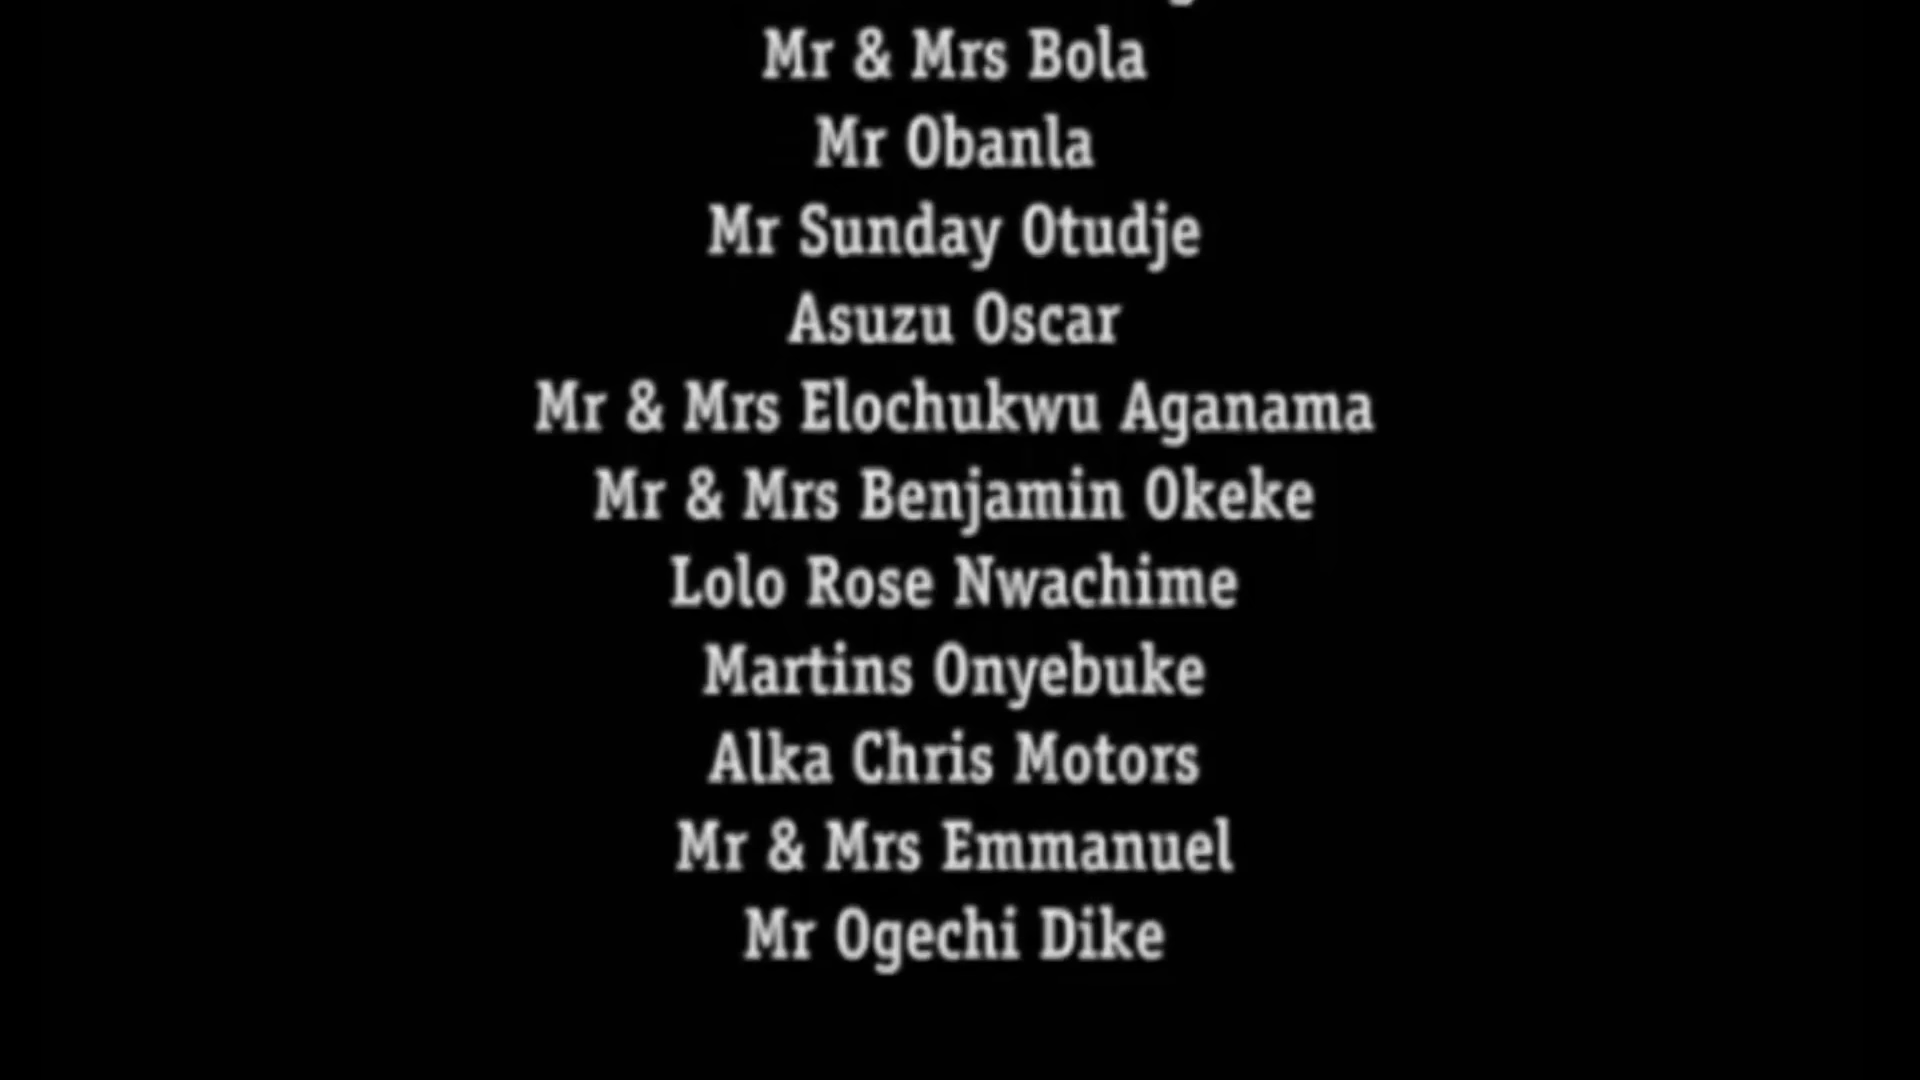 Mr & Mrs Bola
Mr Obanla
Mr Sunday Otudje
Asuzu Oscar
Mr & Mrs Elochukwu Aganama
Mr & Mrs Benjamin Okeke
Lolo Rose Nwachime
Martins Onyebuke
Alka Chris Motors
Mr & Mrs Emmanuel
Mr Ogechi Dike